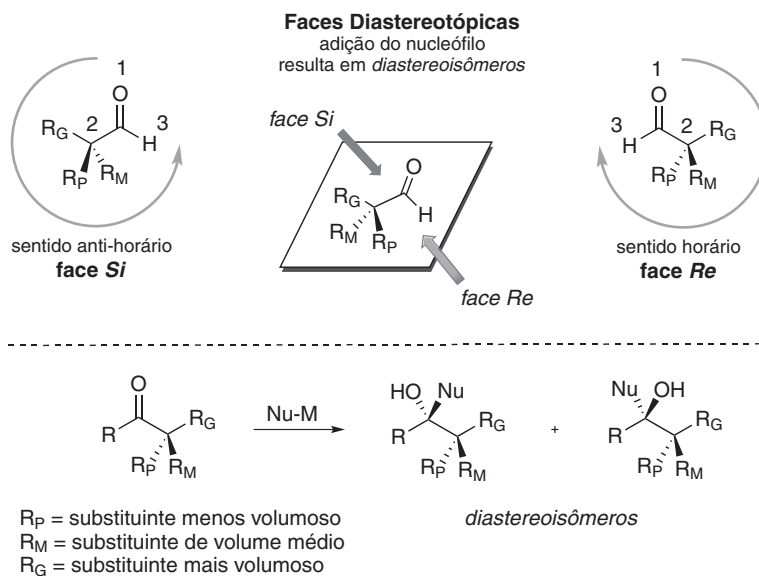 Faces Diastereotópicas
adição do nucleófilo
resulta em diastereoisômeros
1
O
2
3
H
R_G
R_P
R_M
sentido anti-horário
face Si
face Si
O
R_G
H
R_M
R_P
face Re
1
O
3
2
H
R_G
R_P
R_M
sentido horário
face Re
O
R
R_G
R_P
R_M
Nu-M
HO
Nu
R
R_G
R_P
R_M
+
Nu
OH
R
R_G
R_P
R_M
diastereoisômeros
R_P = substituinte menos volumoso
R_M = substituinte de volume médio
R_G = substituinte mais volumoso